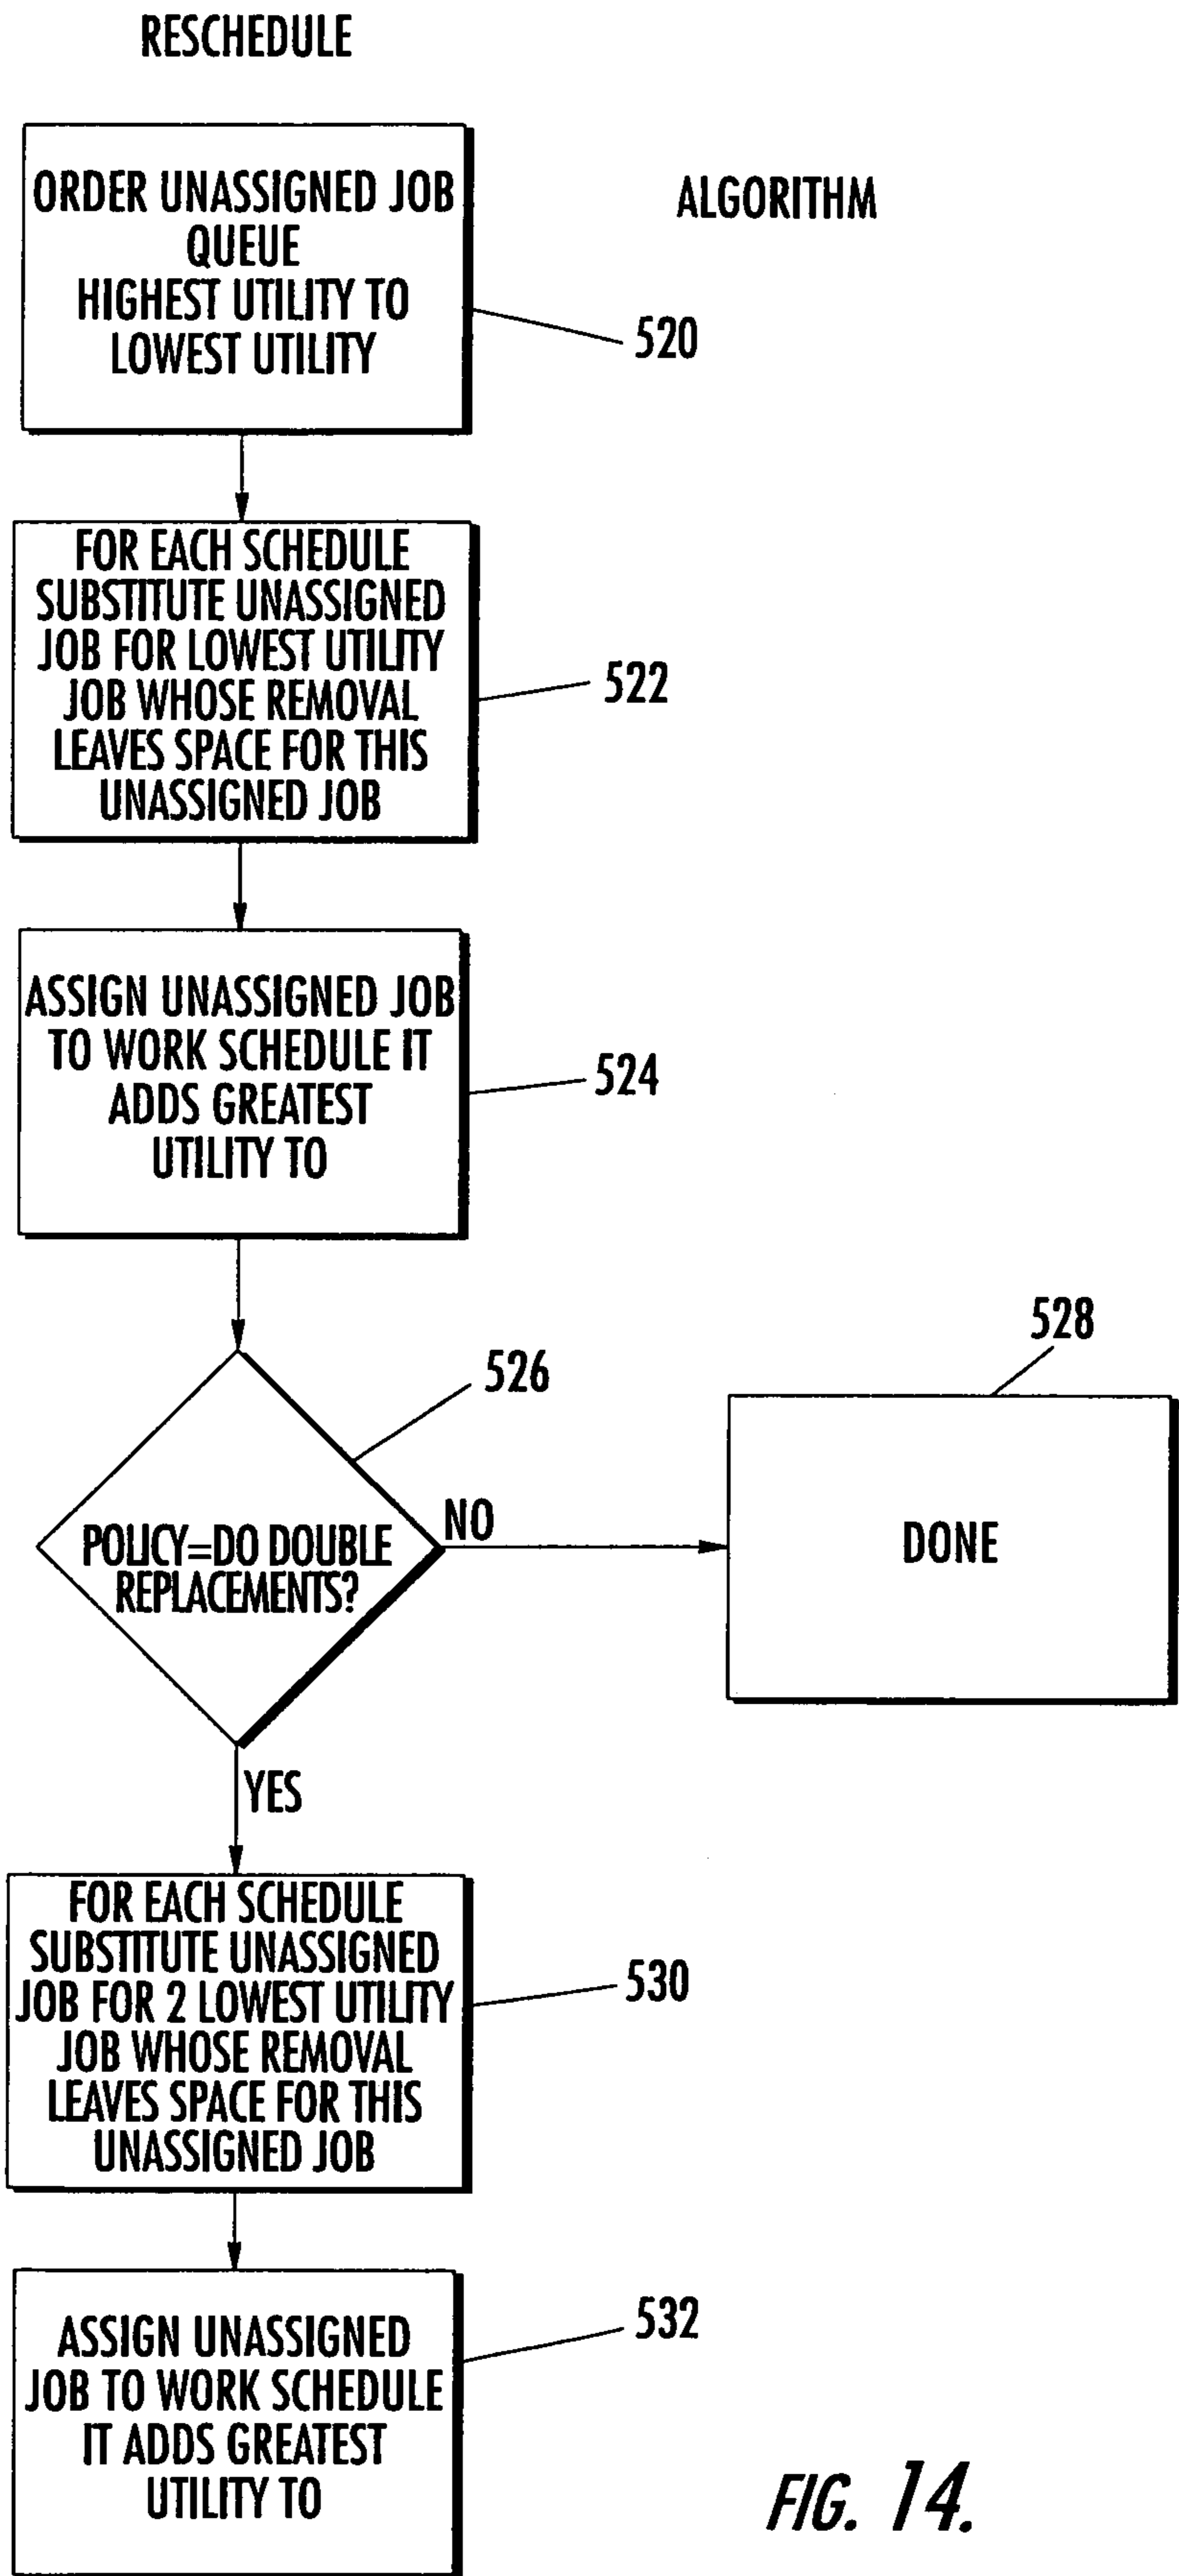 RESCHEDULE
ORDER UNASSIGNED JOB
QUEUE
HIGHEST UTILITY TO
LOWEST UTILITY
ALGORITHM
520
FOR EACH SCHEDULE
SUBSTITUTE UNASSIGNED
JOB FOR LOWEST UTILITY
JOB WHOSE REMOVAL
LEAVES SPACE FOR THIS
UNASSIGNED JOB
522
ASSIGN UNASSIGNED JOB
TO WORK SCHEDULE IT
ADDS GREATEST
UTILITY TO
524
526
POLICY=DO DOUBLE
REPLACEMENTS?
NO
528
DONE
YES
FOR EACH SCHEDULE
SUBSTITUTE UNASSIGNED
JOB FOR 2 LOWEST UTILITY
JOB WHOSE REMOVAL
LEAVES SPACE FOR THIS
UNASSIGNED JOB
530
ASSIGN UNASSIGNED
JOB TO WORK SCHEDULE
IT ADDS GREATEST
UTILITY TO
532
FIG. 14.